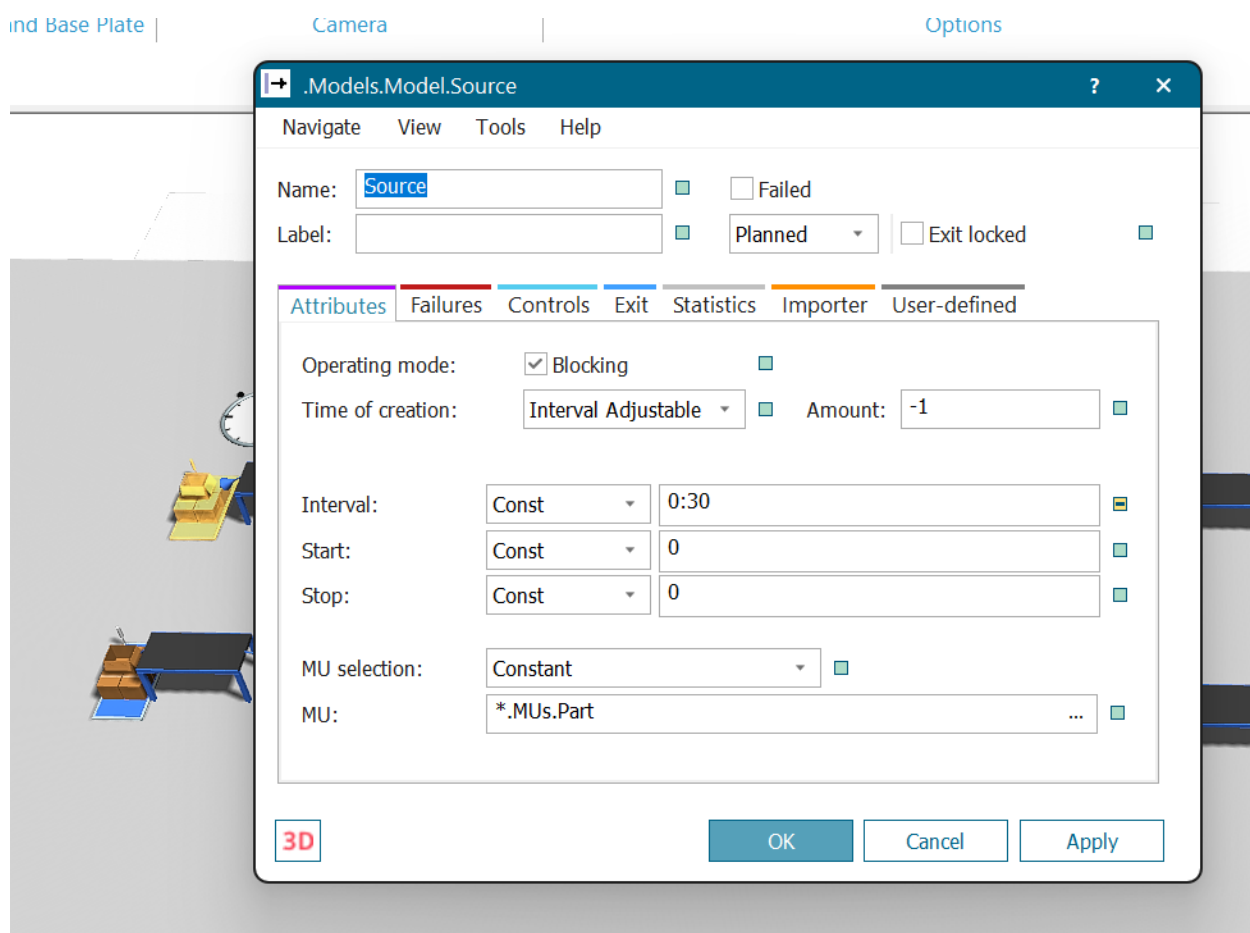 and Base Plate Camera Options
.Models.Model.Source ?
Navigate View Tools Help
Name: Source Failed
Label: Planned Exit locked
Attributes Failures Controls Exit Statistics Importer User-defined
Operating mode: Blocking
Time of creation: Interval Adjustable Amount: -1
Interval: Const 0:30
Start: Const 0
Stop: Const 0
MU selection: Constant
MU: *.MUs.Part ...
3D OK Cancel Apply